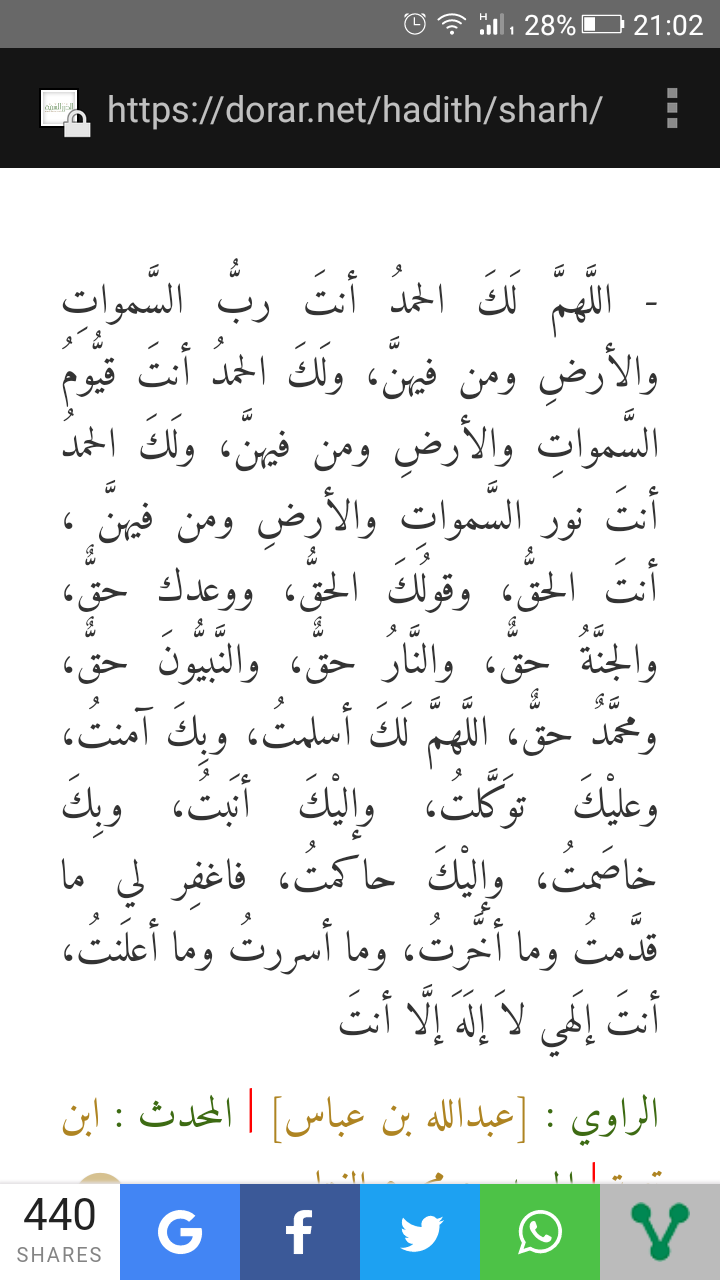 28% 21:02
https://dorar.net/hadith/sharh/
- اللَّهمَّ لَكَ الحمدُ أنتَ ربُّ السَّمواتِ
والأرضِ ومن فيهنَّ، ولَكَ الحمدُ أنتَ قيُّومُ
السَّمواتِ والأرضِ ومن فيهنَّ، ولَكَ الحمدُ
أنتَ نور السَّمواتِ والأرضِ ومن فيهنَّ ،
أنتَ الحقُّ، وقولُكَ الحقُّ، ووعدك حقٌّ،
والجنَّةُ حقٌّ، والنَّارُ حقٌّ، والنَّبيُّونَ حقٌّ،
ومحمَّدٌ حقٌّ، اللَّهمَّ لَكَ أسلمتُ، وبِكَ آمنتُ،
وعليْكَ توَكَّلتُ، وإليْكَ أنَبتُ، وبِكَ
خاصَمتُ، وإليْكَ حاكمتُ، فاغفِر لي ما
قدَّمتُ وما أخَّرتُ، وما أسررتُ وما أعلَنتُ،
أنتَ إلَهي لاَ إلَهَ إلَّا أنتَ
الراوي : [عبدالله بن عباس] | المحدث : ابن
440
SHARES